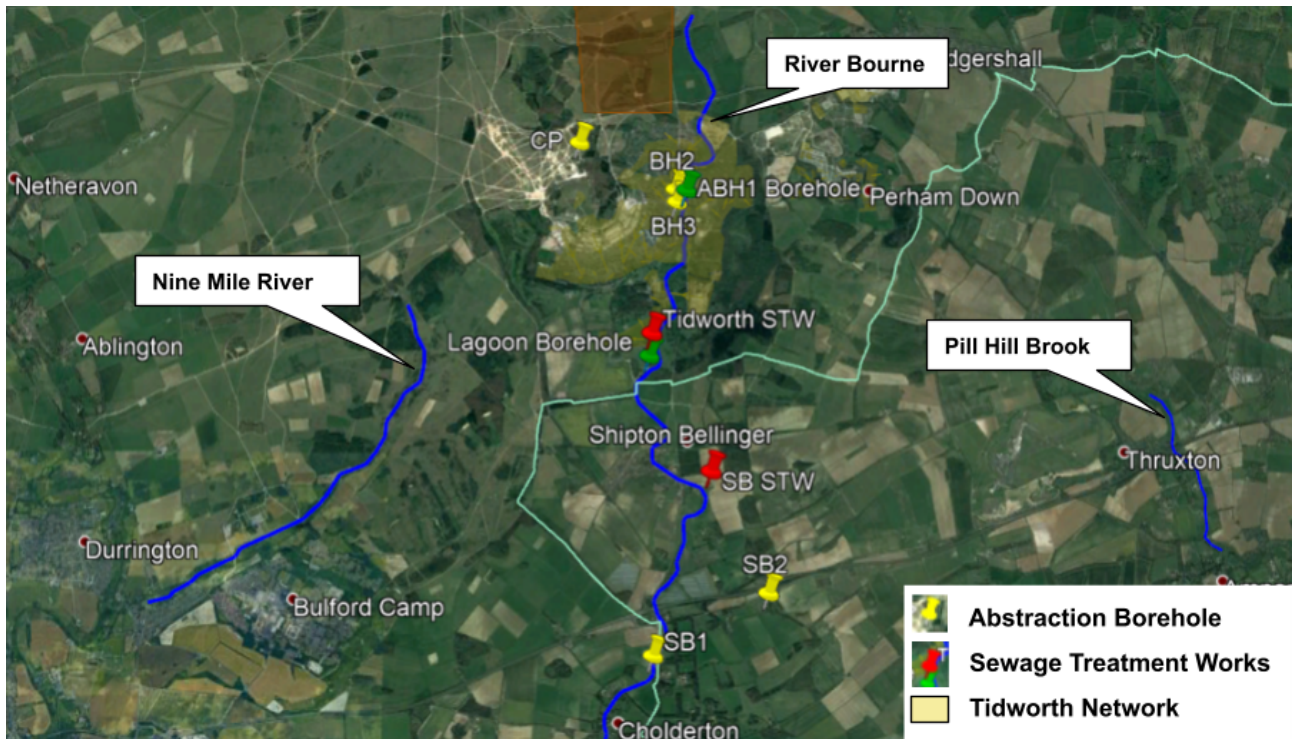 River Bourne
dgershall
CP
BH2
Netheravon
ABH1 Borehole
Perham Down
BH3
Nine Mile River
Tidworth STW
Ablington
Lagoon Borehole
Pill Hill Brook
Shipton Bellinger
Thruxton
SB STW
Durrington
SB2
Bulford Camp
Abstraction Borehole
SB1
Sewage Treatment Works
Tidworth Network
Cholderton